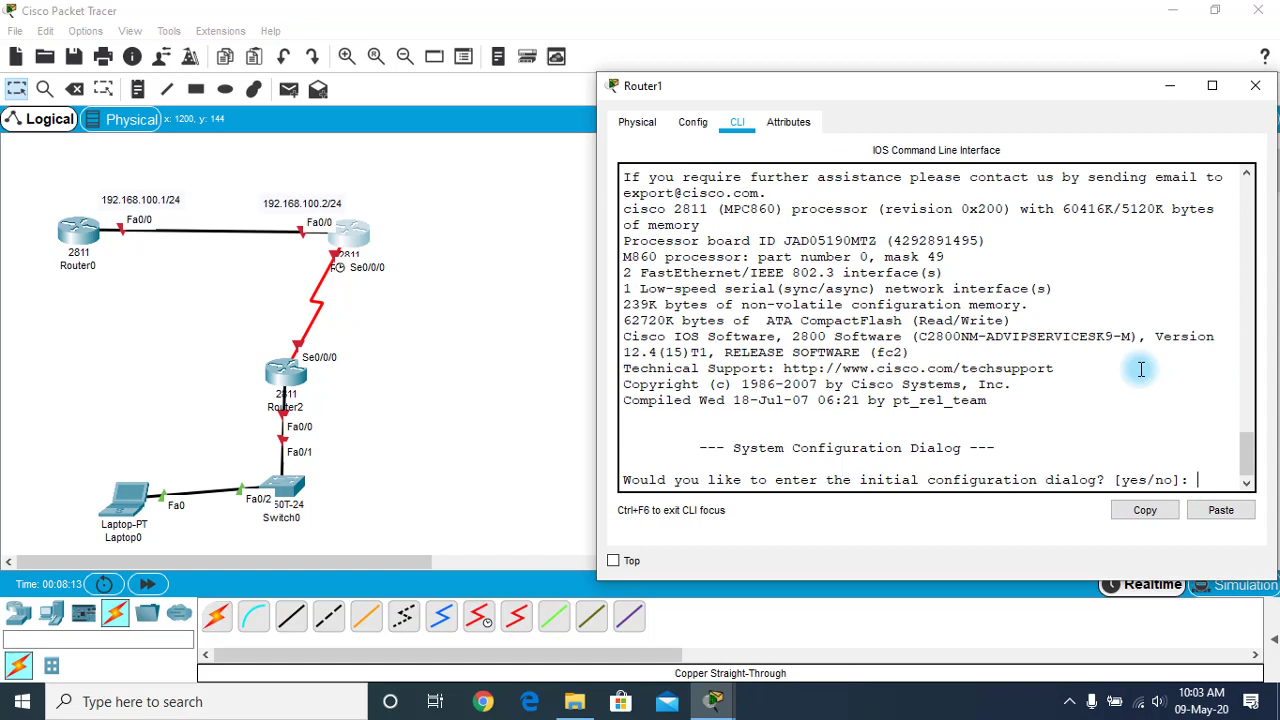 Cisco Packet Tracer
File Edit Options View Tools Extensions Help
Logical Physical x: 1200, y: 144
192.168.100.1/24
192.168.100.2/24
Fa0/0
Fa0/0
2811
Router0
2811
Se0/0/0
Se0/0/0
2811
Router2
Fa0/0
Fa0/1
Fa0
Fa0/2
50T-24
Switch0
Laptop-PT
Laptop0
Router1
Physical Config CLI Attributes
IOS Command Line Interface
If you require further assistance please contact us by sending email to
export@cisco.com.
cisco 2811 (MPC860) processor (revision 0x200) with 60416K/5120K bytes
of memory
Processor board ID JAD05190MTZ (4292891495)
M860 processor: part number 0, mask 49
2 FastEthernet/IEEE 802.3 interface(s)
1 Low-speed serial(sync/async) network interface(s)
239K bytes of non-volatile configuration memory.
62720K bytes of ATA CompactFlash (Read/Write)
Cisco IOS Software, 2800 Software (C2800NM-ADVIPSERVICESK9-M), Version
12.4(15)T1, RELEASE SOFTWARE (fc2)
Technical Support: http://www.cisco.com/techsupport
Copyright (c) 1986-2007 by Cisco Systems, Inc.
Compiled Wed 18-Jul-07 06:21 by pt_rel_team
--- System Configuration Dialog ---
Would you like to enter the initial configuration dialog? [yes/no]:
Ctrl+F6 to exit CLI focus
Copy Paste
Top
Time: 00:08:13
Realtime Simulation
Copper Straight-Through
Type here to search
10:03 AM
09-May-20